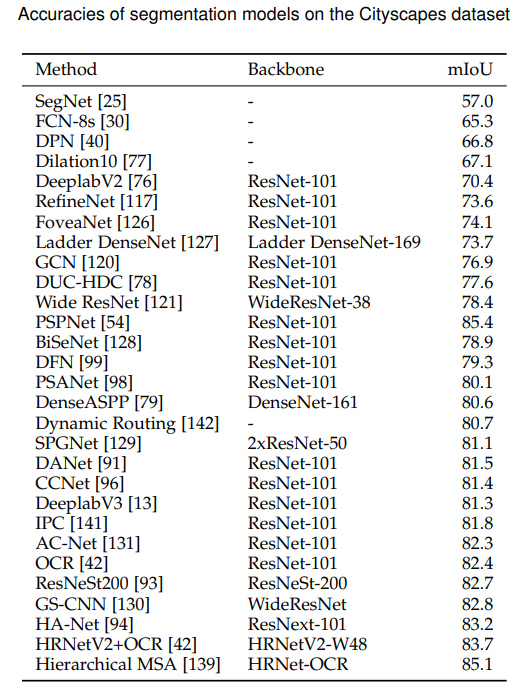 Accuracies of segmentation models on the Cityscapes dataset
Method Backbone mIoU
SegNet [25] - 57.0
FCN-8s [30] - 65.3
DPN [40] - 66.8
Dilation10 [77] - 67.1
DeeplabV2 [76] ResNet-101 70.4
RefineNet [117] ResNet-101 73.6
FoveaNet [126] ResNet-101 74.1
Ladder DenseNet [127] Ladder DenseNet-169 73.7
GCN [120] ResNet-101 76.9
DUC-HDC [78] ResNet-101 77.6
Wide ResNet [121] WideResNet-38 78.4
PSPNet [54] ResNet-101 85.4
BiSeNet [128] ResNet-101 78.9
DFN [99] ResNet-101 79.3
PSANet [98] ResNet-101 80.1
DenseASPP [79] DenseNet-161 80.6
Dynamic Routing [142] - 80.7
SPGNet [129] 2xResNet-50 81.1
DANet [91] ResNet-101 81.5
CCNet [96] ResNet-101 81.4
DeeplabV3 [13] ResNet-101 81.3
IPC [141] ResNet-101 81.8
AC-Net [131] ResNet-101 82.3
OCR [42] ResNet-101 82.4
ResNeSt200 [93] ResNeSt-200 82.7
GS-CNN [130] WideResNet 82.8
HA-Net [94] ResNext-101 83.2
HRNetV2+OCR [42] HRNetV2-W48 83.7
Hierarchical MSA [139] HRNet-OCR 85.1